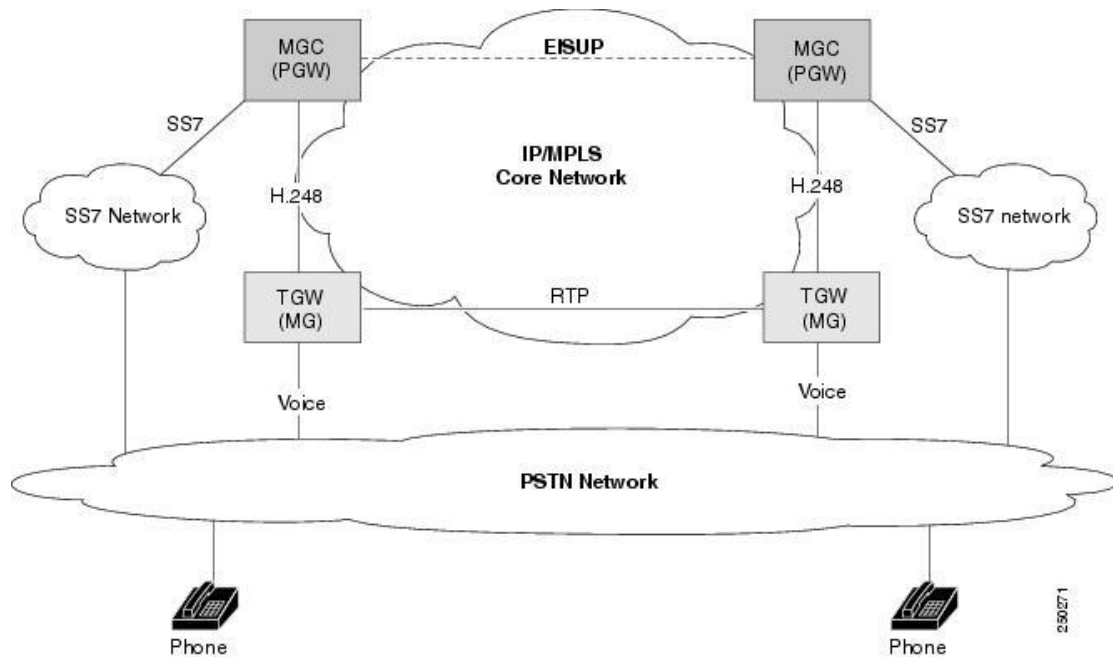 MGC
(PGW)
EISUP
MGC
(PGW)
SS7
SS7
IP/MPLS
Core Network
H.248
H.248
SS7 Network
SS7 network
TGW
(MG)
RTP
TGW
(MG)
Voice
Voice
PSTN Network
Phone
Phone
250271